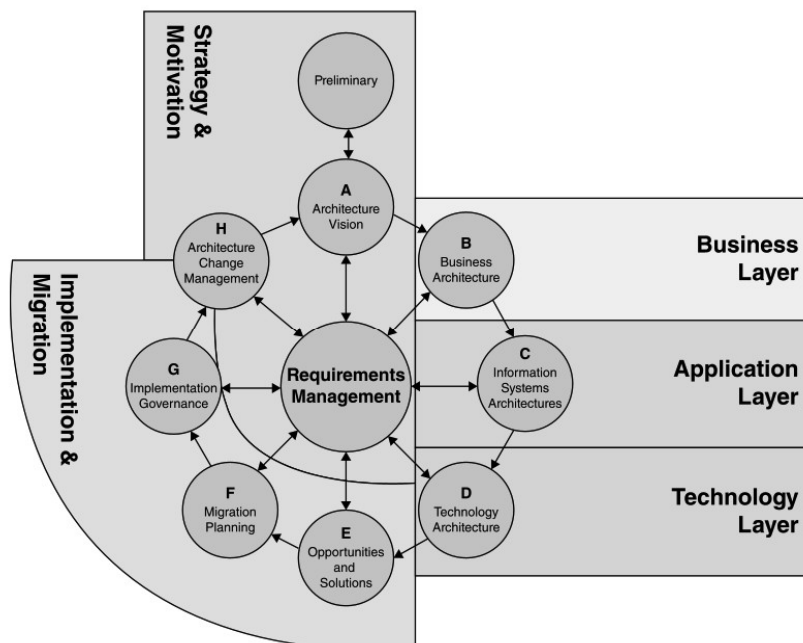 Strategy &
Motivation
Preliminary
A
Architecture
Vision
H
Architecture
Change
Management
B
Business
Architecture
Business
Layer
Implementation &
Migration
G
Implementation
Governance
Requirements
Management
C
Information
Systems
Architectures
Application
Layer
F
Migration
Planning
E
Opportunities
and
Solutions
D
Technology
Architecture
Technology
Layer